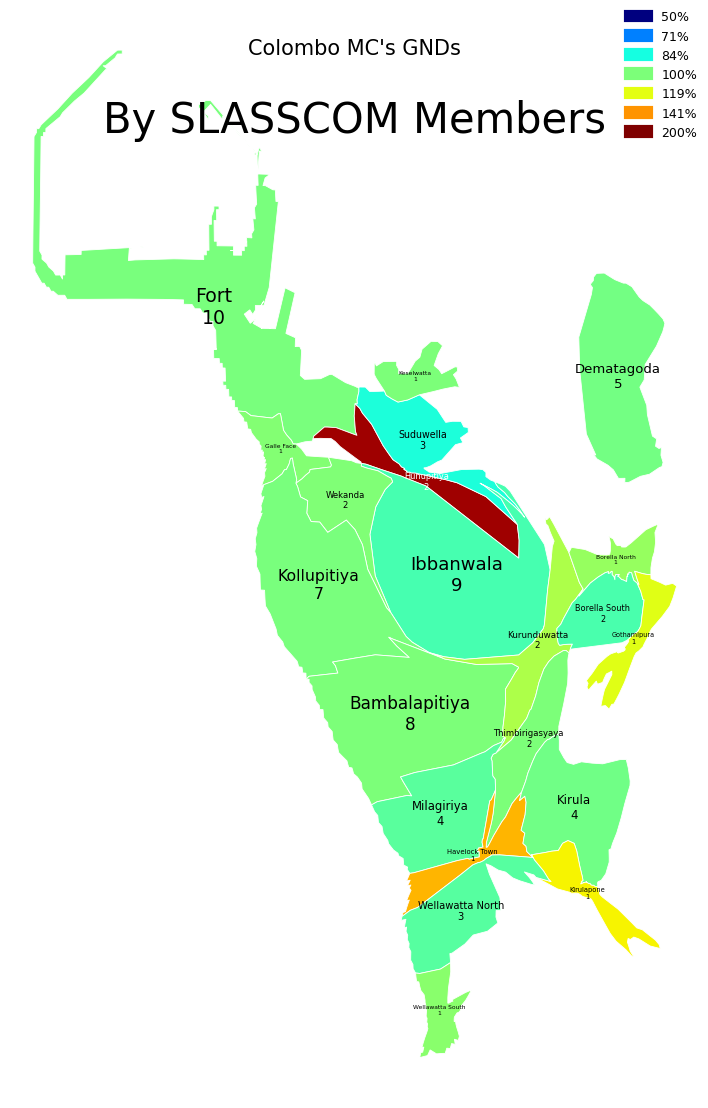 Colombo MC's GNDs
By SLASSCOM Members
50%
71%
84%
100%
119%
141%
200%
Fort
10
Keselwatta
1
Dematagoda
5
Galle Face
1
Suduwella
3
Hunupitiya
Wekanda
2
Kollupitiya
7
Ibbanwala
9
Borella North
1
Borella South
2
Gothamipura
1
Kurunduwatta
2
Bambalapitiya
8
Thimbirigasyaya
2
Milagiriya
4
Kirula
4
Havelock Town
1
Kirulapone
1
Wellawatta North
3
Wellawatta South
1